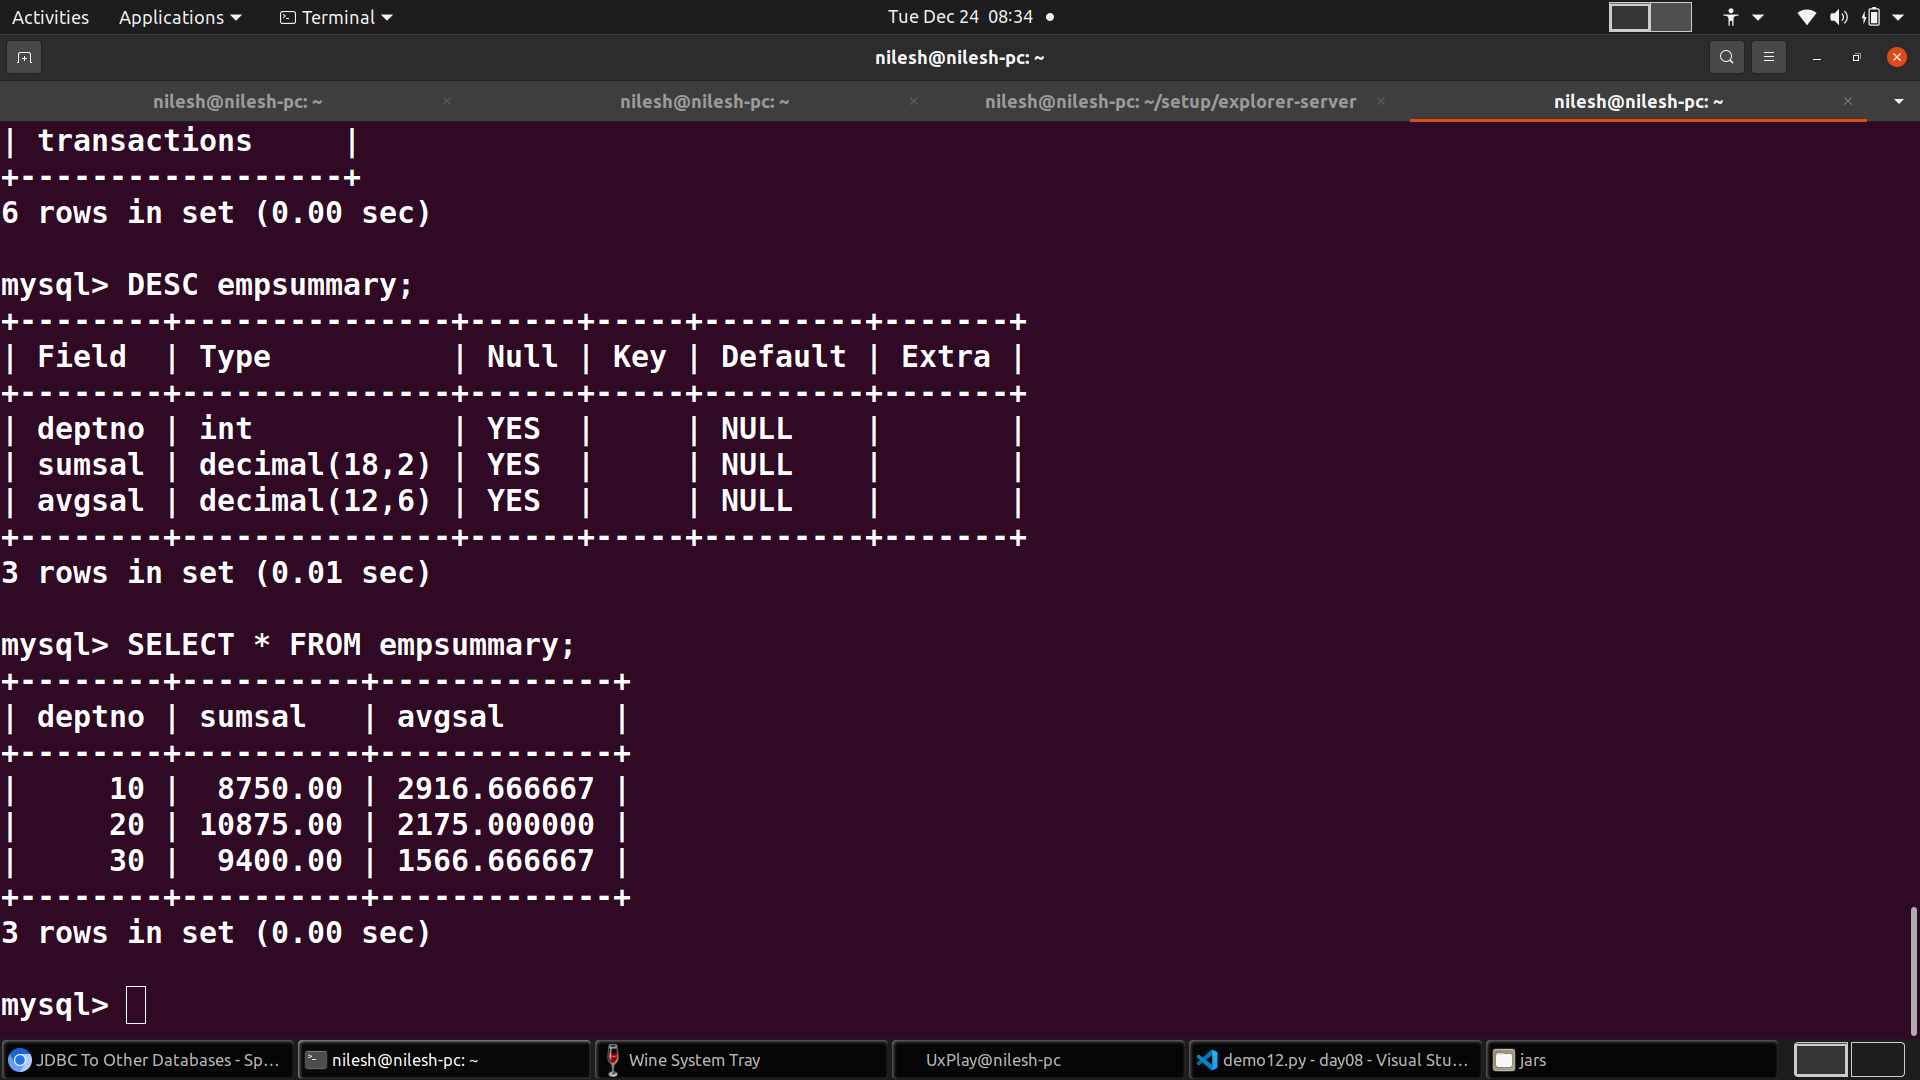 Activities Applications Terminal Tue Dec 24 08:34
nilesh@nilesh-pc: ~
nilesh@nilesh-pc: ~ nilesh@nilesh-pc: ~ nilesh@nilesh-pc: ~/setup/explorer-server nilesh@nilesh-pc: ~
| transactions     |
+------------------+
6 rows in set (0.00 sec)
mysql> DESC empsummary;
+--------+---------------+------+-----+---------+-------+
| Field  | Type          | Null | Key | Default | Extra |
+--------+---------------+------+-----+---------+-------+
| deptno | int           | YES  |     | NULL    |       |
| sumsal | decimal(18,2) | YES  |     | NULL    |       |
| avgsal | decimal(12,6) | YES  |     | NULL    |       |
+--------+---------------+------+-----+---------+-------+
3 rows in set (0.01 sec)
mysql> SELECT * FROM empsummary;
+--------+----------+-------------+
| deptno | sumsal   | avgsal      |
+--------+----------+-------------+
|     10 |  8750.00 | 2916.666667 |
|     20 | 10875.00 | 2175.000000 |
|     30 |  9400.00 | 1566.666667 |
+--------+----------+-------------+
3 rows in set (0.00 sec)
mysql>
JDBC To Other Databases - Sp... nilesh@nilesh-pc: ~ Wine System Tray UxPlay@nilesh-pc demo12.py - day08 - Visual Stu... jars